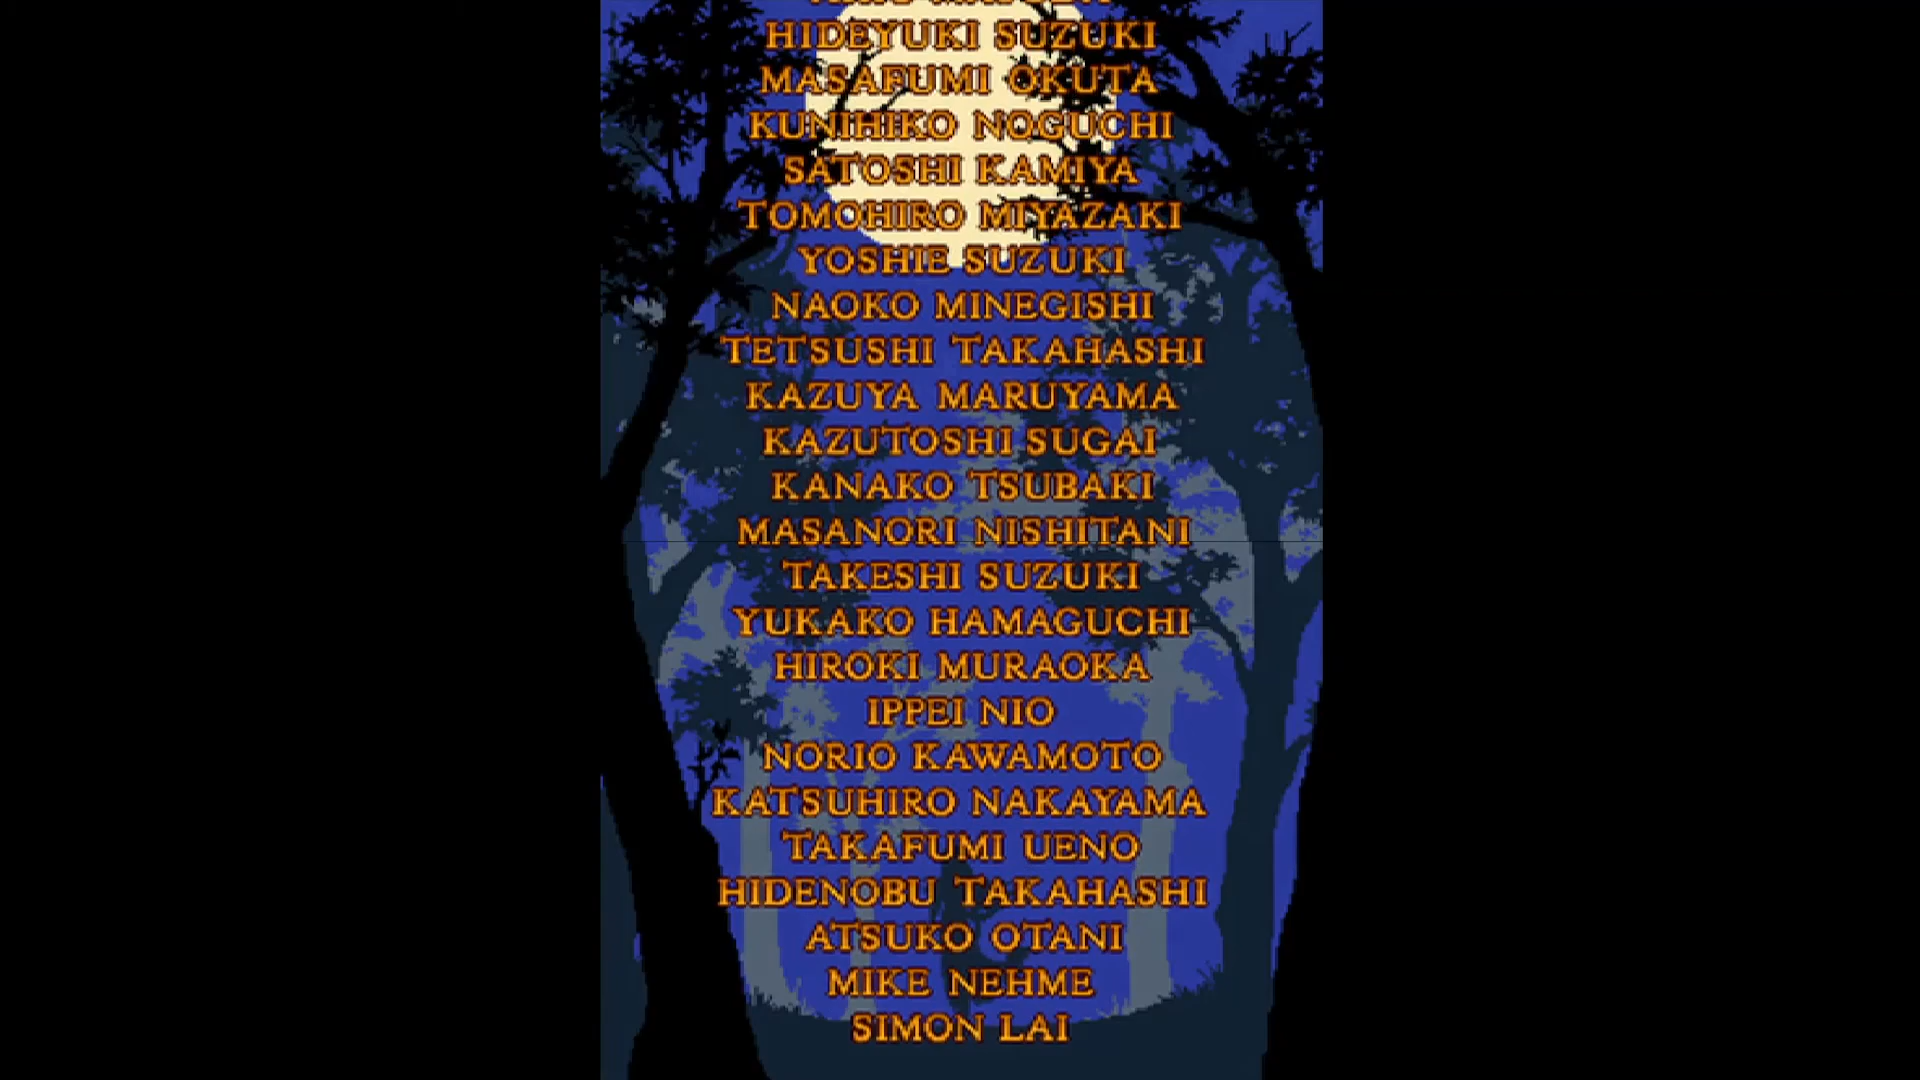 HIDEYUKI SUZUKI
MASAFUMI OKUTA
KUNIHIKO NOGUCHI
SATOSHI KAMIYA
TOMOHIRO MIYAZAKI
YOSHIE SUZUKI
NAOKO MINEGISHI
TETSUSHI TAKAHASHI
KAZUYA MARUYAMA
KAZUTOSHI SUGAI
KANAKO TSUBAKI
MASANORI NISHITANI
TAKESHI SUZUKI
YUKAKO HAMAGUCHI
HIROKI MURAOKA
IPPEI NIO
NORIO KAWAMOTO
KATSUHIRO NAKAYAMA
TAKAFUMI UENO
HIDENOBU TAKAHASHI
ATSUKO OTANI
MIKE NEHME
SIMON LAI